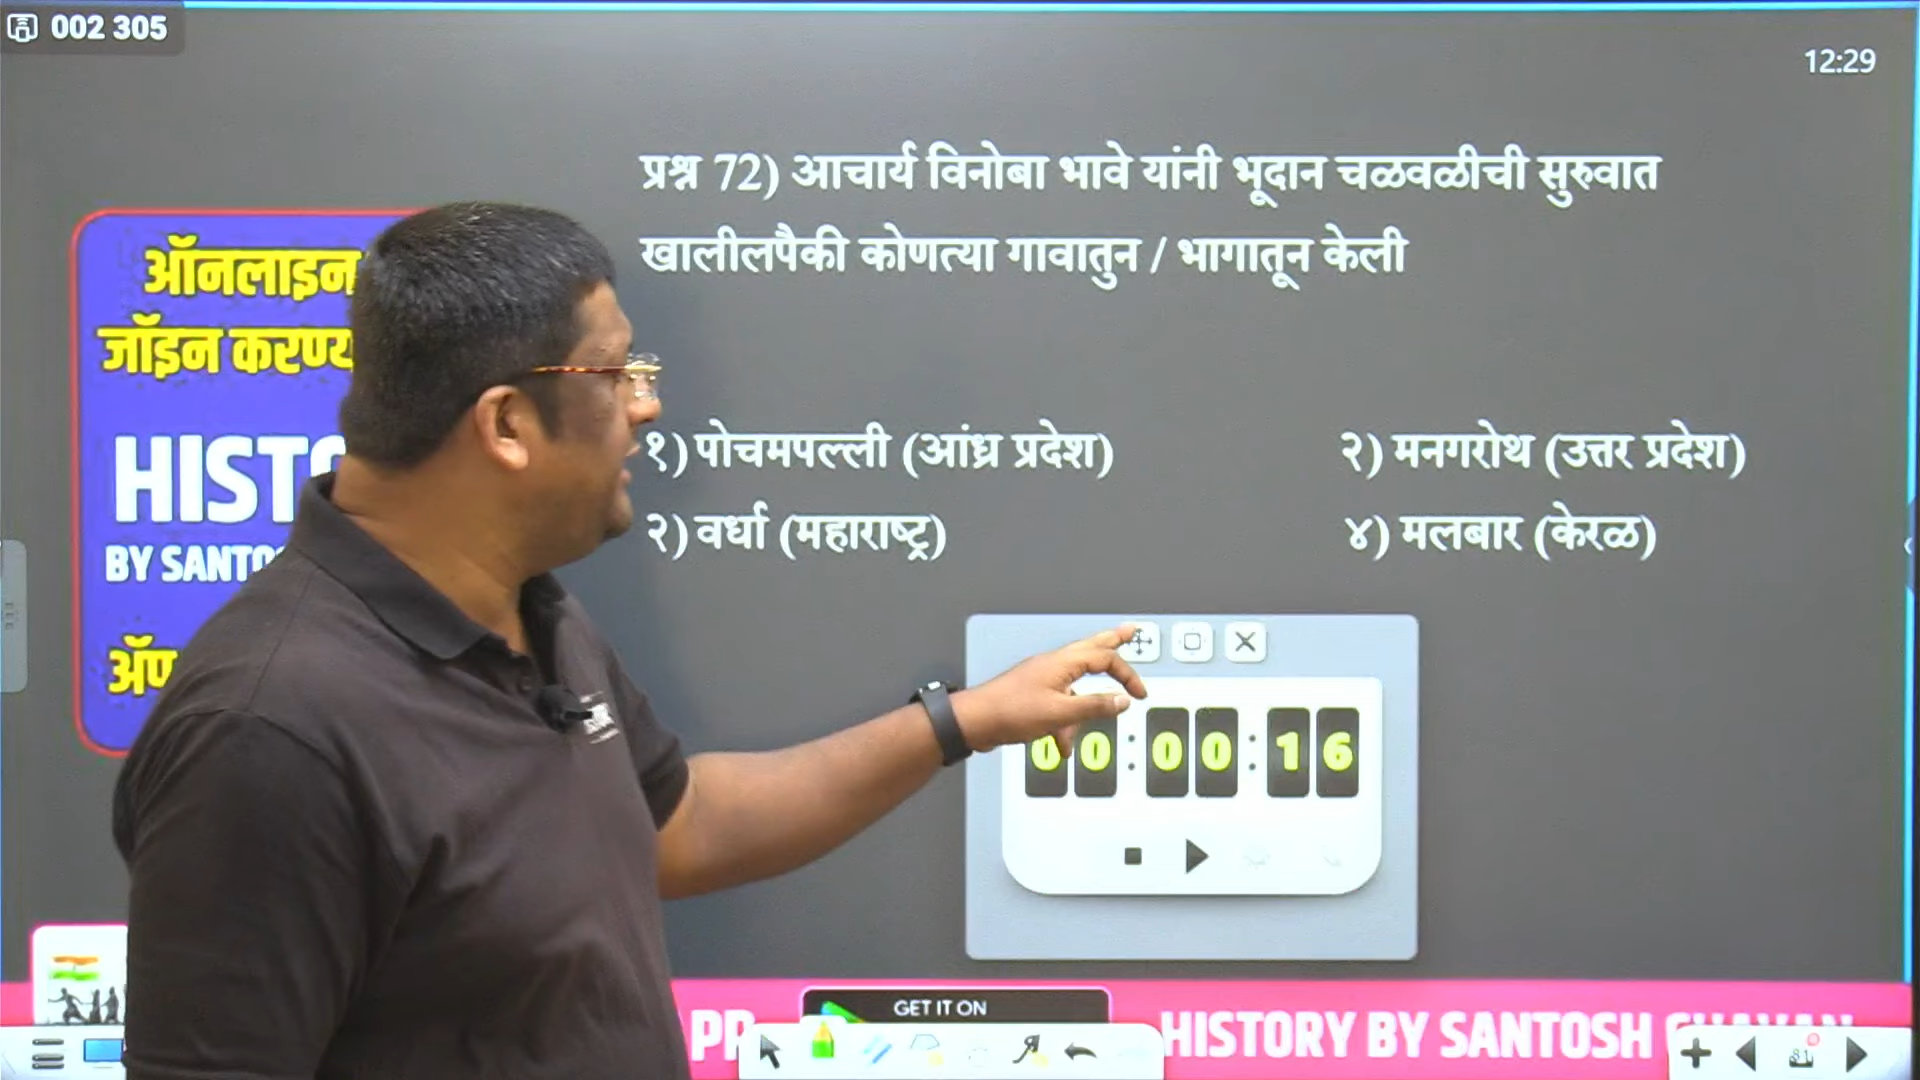 002 305
12:29
प्रश्न 72) आचार्य विनोबा भावे यांनी भूदान चळवळीची सुरुवात
खालीलपैकी कोणत्या गावातुन / भागातून केली
१) पोचमपल्ली (आंध्र प्रदेश)
२) मनगरोथ (उत्तर प्रदेश)
२) वर्धा (महाराष्ट्र)
४) मलबार (केरळ)
ऑनलाइन
जॉइन
HIST
BY
00:00:16
GET IT ON
HISTORY BY SANTOSH CHAVAN
81